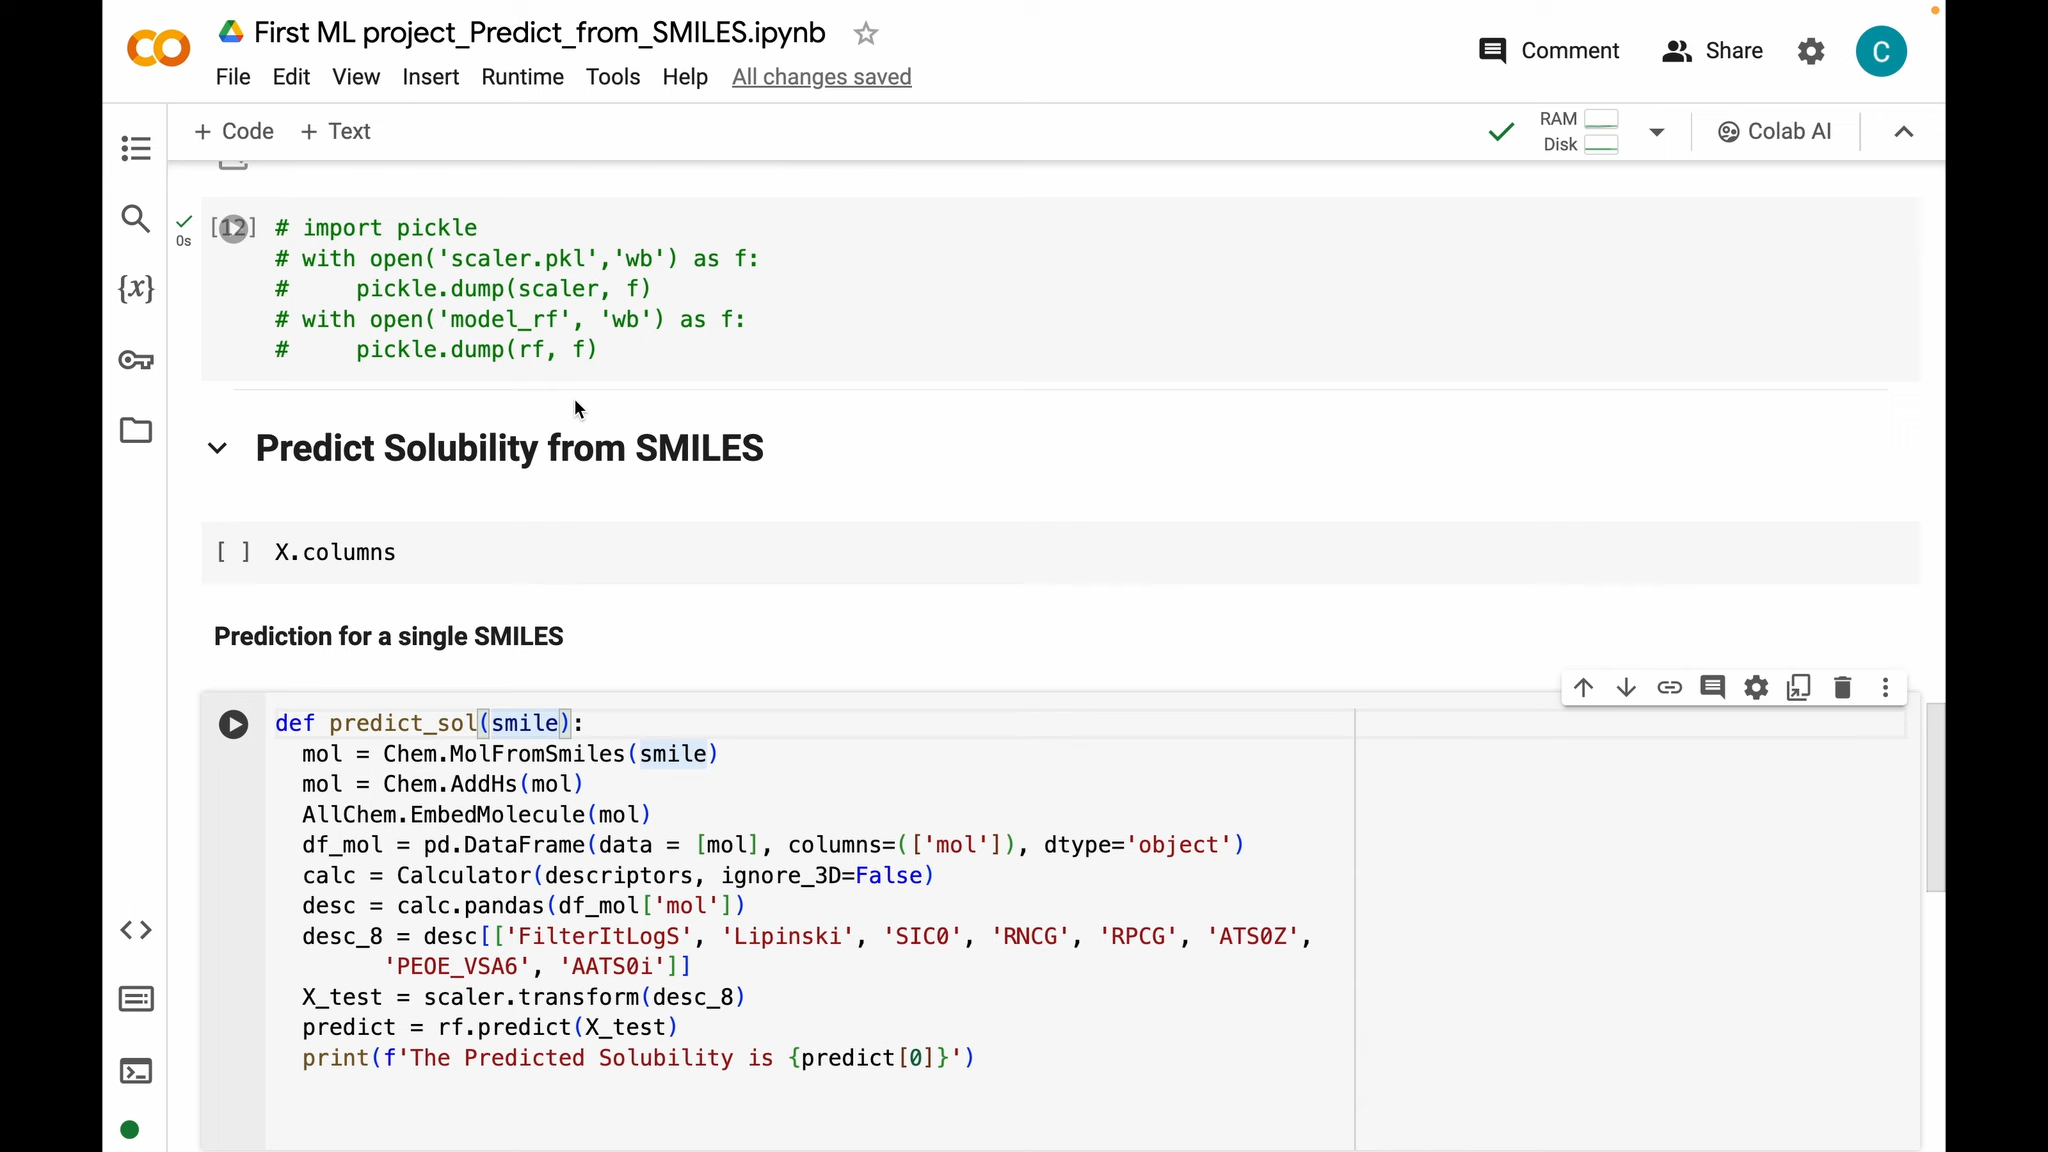 First ML project_Predict_from_SMILES.ipynb
Comment
Share
C
File Edit View Insert Runtime Tools Help All changes saved
+ Code + Text
RAM
Disk
Colab AI
[12]
0s
# import pickle
# with open('scaler.pkl','wb') as f:
#     pickle.dump(scaler, f)
# with open('model_rf', 'wb') as f:
#     pickle.dump(rf, f)
{x}
Predict Solubility from SMILES
[ ] X.columns
Prediction for a single SMILES
def predict_sol(smile):
  mol = Chem.MolFromSmiles(smile)
  mol = Chem.AddHs(mol)
  AllChem.EmbedMolecule(mol)
  df_mol = pd.DataFrame(data = [mol], columns=(['mol']), dtype='object')
  calc = Calculator(descriptors, ignore_3D=False)
  desc = calc.pandas(df_mol['mol'])
  desc_8 = desc[['FilterItLogS', 'Lipinski', 'SIC0', 'RNCG', 'RPCG', 'ATS0Z',
        'PEOE_VSA6', 'AATS0i']]
  X_test = scaler.transform(desc_8)
  predict = rf.predict(X_test)
  print(f'The Predicted Solubility is {predict[0]}')